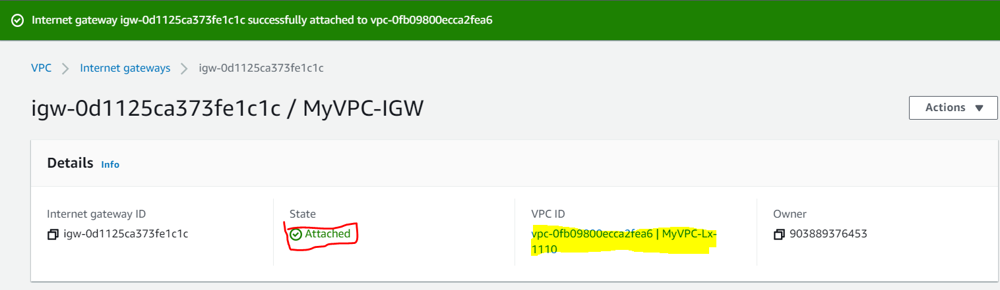 Internet gateway igw-0d1125ca373fe1c1c successfully attached to vpc-0fb09800ecca2fea6
VPC > Internet gateways > igw-0d1125ca373fe1c1c
igw-0d1125ca373fe1c1c / MyVPC-IGW
Actions
Details Info
Internet gateway ID
igw-0d1125ca373fe1c1c
State
Attached
VPC ID
vpc-0fb09800ecca2fea6 | MyVPC-Lx-
1110
Owner
903889376453